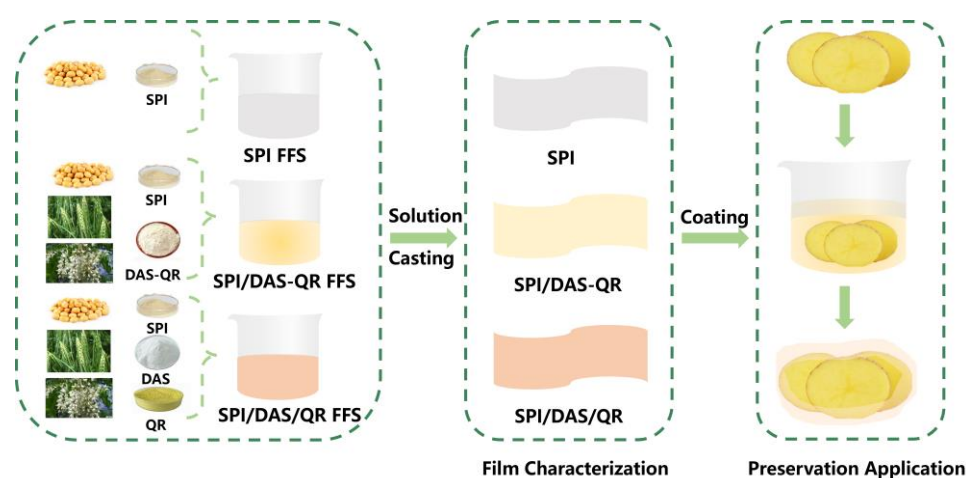 SPI
SPI FFS
SPI
DAS-QR
SPI/DAS-QR FFS
SPI
DAS
QR
SPI/DAS/QR FFS
Solution
Casting
SPI
SPI/DAS-QR
SPI/DAS/QR
Film Characterization
Coating
Preservation Application